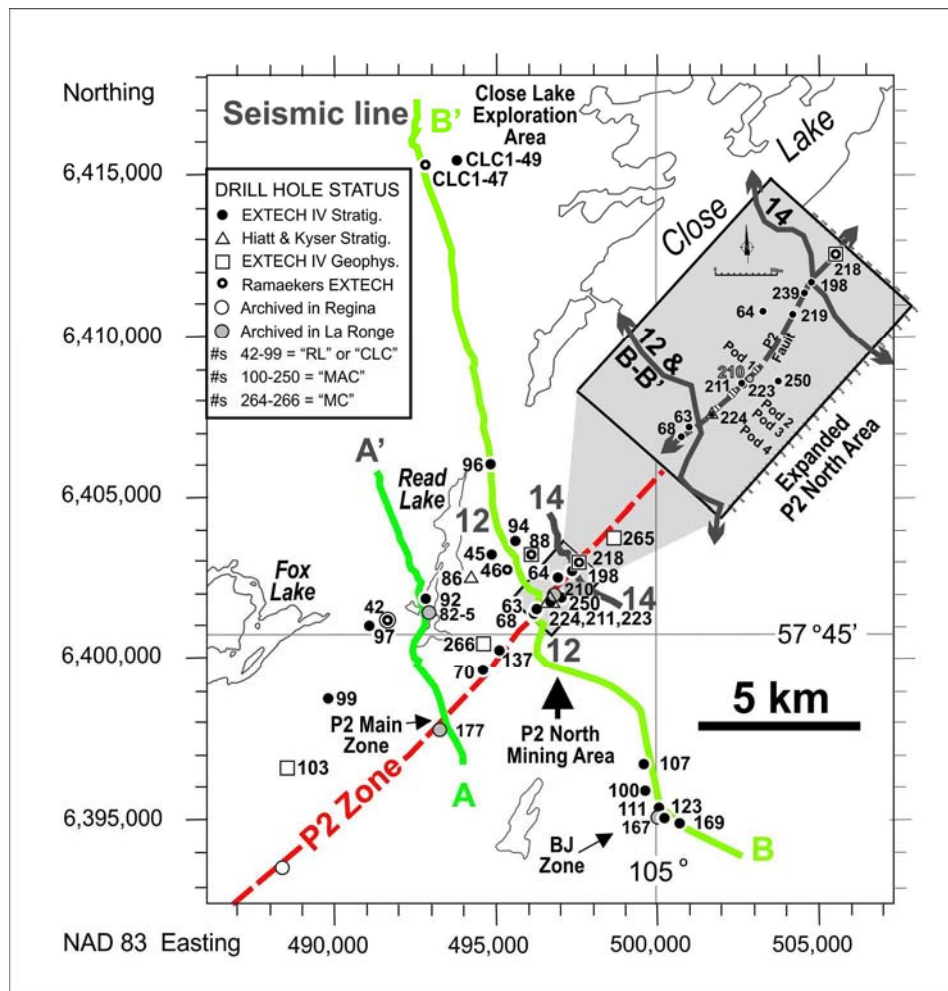 Northing
Seismic line
B'
Close Lake
Exploration
Area
CLC1-49
CLC1-47
6,415,000
6,410,000
6,405,000
6,400,000
6,395,000
DRILL HOLE STATUS
EXTECH IV Stratig.
Hiatt & Kyser Stratig.
EXTECH IV Geophys.
Ramaekers EXTECH
Archived in Regina
Archived in La Ronge
#s 42-99 = "RL" or "CLC"
#s 100-250 = "MAC"
#s 264-266 = "MC"
Close
Lake
14
218
198
239
219
64
P2
Fault
12 &
B-B'
Pod 1
210
211
223
250
Pod 2
Pod 3
Pod 4
224
63
68
Expanded
P2 North Area
A'
Read
Lake
96
12
94
14
88
265
45
46
218
86
64
198
Fox
Lake
42
92
82-5
210
250
14
63
68
224,211,223
97
266
12
57 °45'
137
70
99
5 km
P2 Main
Zone
177
P2 North
Mining Area
103
A
107
P2 Zone
100
111
123
167
169
BJ
Zone
B
105 °
NAD 83 Easting
490,000
495,000
500,000
505,000